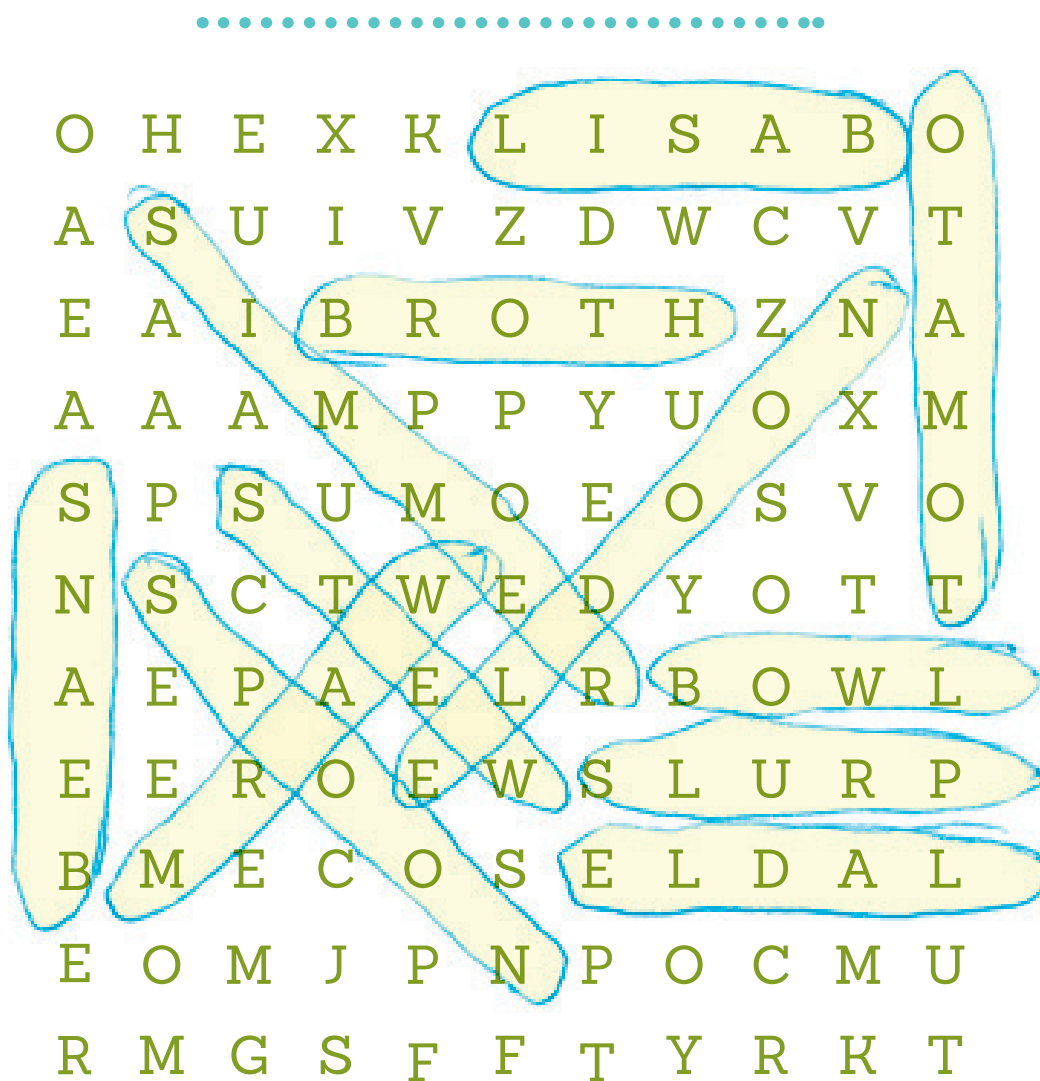 O H E X K L I S A B O
A S U I V Z D W C V T
E A I B R O T H Z N A
A A A M P P Y U O X M
S P S U M O E O S V O
N S C T W E D Y O T T
A E P A E L R B O W L
E E R O E W S L U R P
B M E C O S E L D A L
E O M J P N P O C M U
R M G S F F T Y R K T